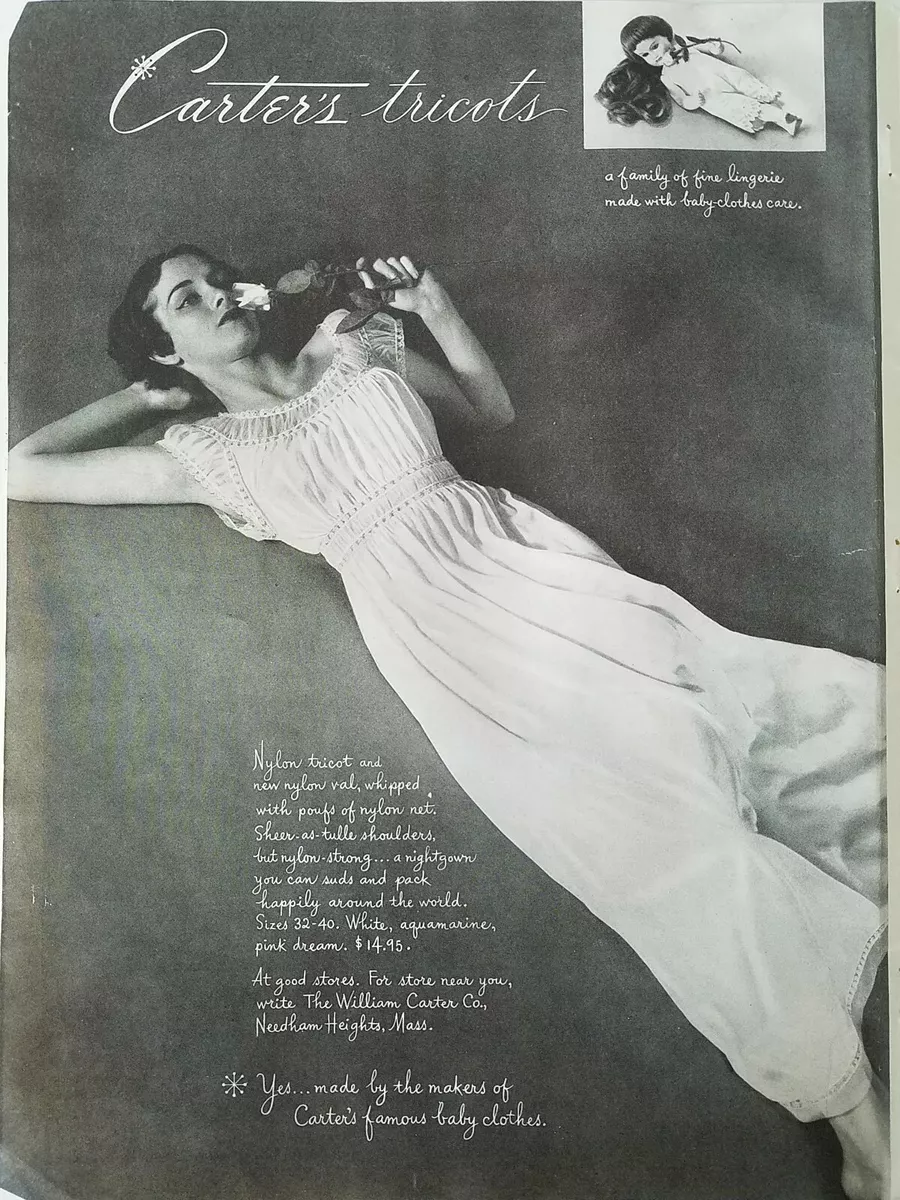 Carter's tricots
a family of fine lingerie
made with baby-clothes care.
Nylon tricot and
new nylon val, whipped
with poufs of nylon net.
Sheer-as-tulle shoulders,
but nylon-strong... a nightgown
you can suds and pack
happily around the world.
Sizes 32-40. White, aquamarine,
pink dream. $14.95.
At good stores. For store near you,
write The William Carter Co.,
Needham Heights, Mass.
* Yes... made by the makers of
Carter's famous baby clothes.